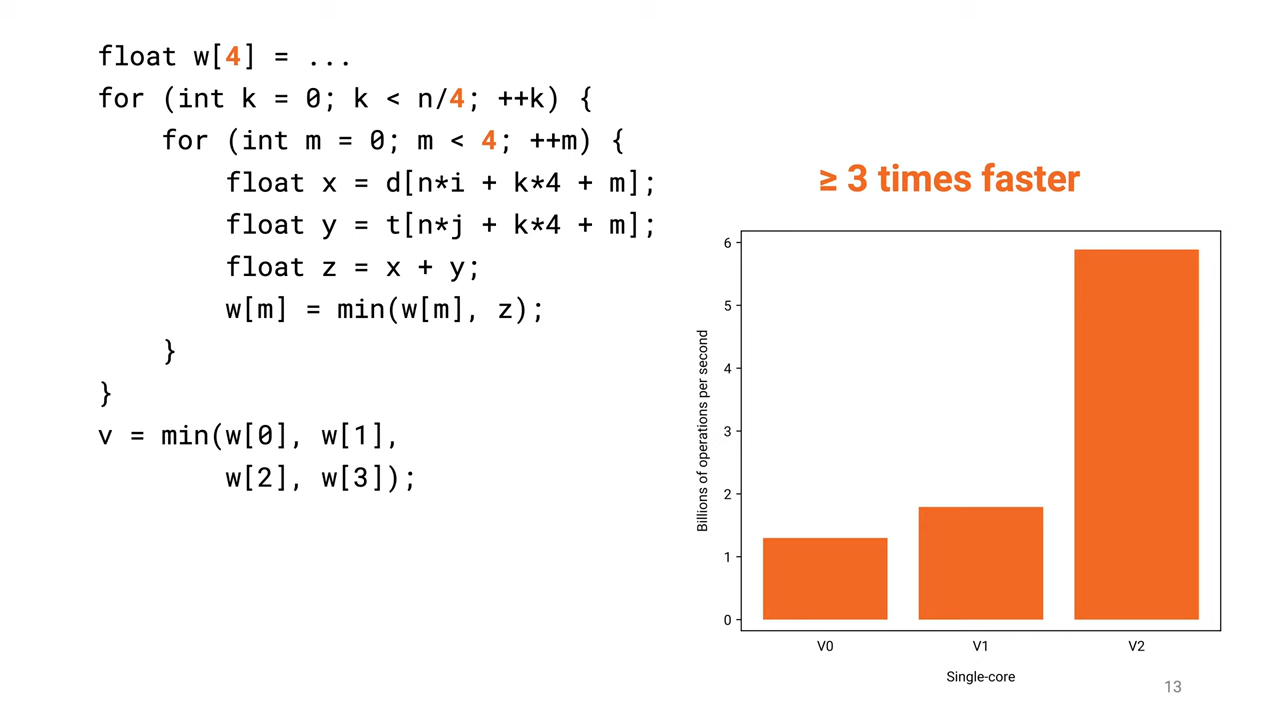 float w[4] = ...
for (int k = 0; k < n/4; ++k) {
    for (int m = 0; m < 4; ++m) {
        float x = d[n*i + k*4 + m];
        float y = t[n*j + k*4 + m];
        float z = x + y;
        w[m] = min(w[m], z);
    }
}
v = min(w[0], w[1],
        w[2], w[3]);
≥ 3 times faster
Billions of operations per second
6
5
4
3
2
1
0
V0 V1 V2
Single-core
13